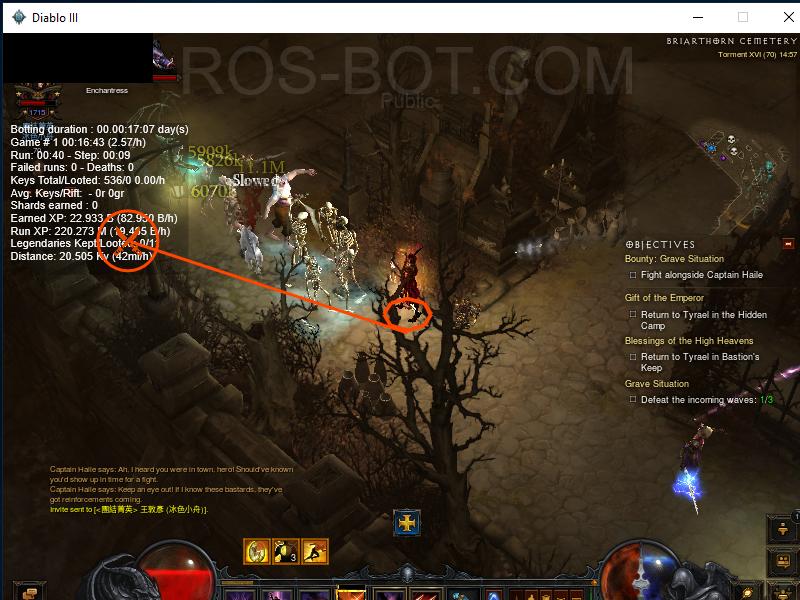 Diablo III
ROS-BOT.COM
Public
BRIARTHORN CEMETERY
Torment XVI (70) 14:57
Enchantress
1715
Botting duration : 00.00:17:07 day(s)
Game # 1 00:16:43 (2.57/h)
Run: 00:40 - Step: 00:09
Failed runs: 0 - Deaths: 0
Keys Total/Looted: 536/0 0.00/h
Avg. Keys/Rift: - 0r 0gr
Shards earned : 0
Earned XP: 22.933 B (82.950 B/h)
Run XP: 220.273 M (19.495 B/h)
Legendaries Kept/Looted: 0/1
Distance: 20.505 Ky (42mi/h)
5909k
5826k
1.1M
Slowed
6070k
OBJECTIVES
Bounty: Grave Situation
Fight alongside Captain Haile
Gift of the Emperor
Return to Tyrael in the Hidden
Camp
Blessings of the High Heavens
Return to Tyrael in Bastion's
Keep
Grave Situation
Defeat the incoming waves: 1/3
Captain Haile says: Ah, I heard you were in town, hero! Should've known
you'd show up in time for a fight.
Captain Haile says: Keep an eye out! If I know these bastards, they've
got reinforcements coming.
Invite sent to [<團結菁英> 王敦彥 (冰色小舟)].
3
1